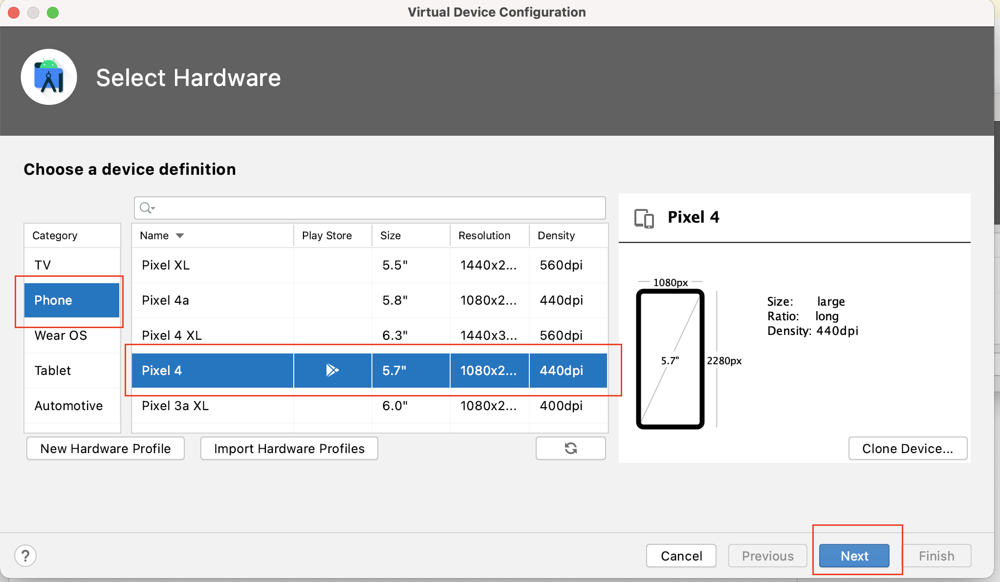 Virtual Device Configuration
Select Hardware
Choose a device definition
Category
TV
Phone
Wear OS
Tablet
Automotive
Name Play Store Size Resolution Density
Pixel XL 5.5" 1440x2... 560dpi
Pixel 4a 5.8" 1080x2... 440dpi
Pixel 4 XL 6.3" 1440x3... 560dpi
Pixel 4 5.7" 1080x2... 440dpi
Pixel 3a XL 6.0" 1080x2... 400dpi
New Hardware Profile Import Hardware Profiles
Pixel 4
1080px
5.7"
2280px
Size: large
Ratio: long
Density: 440dpi
Clone Device...
? Cancel Previous Next Finish